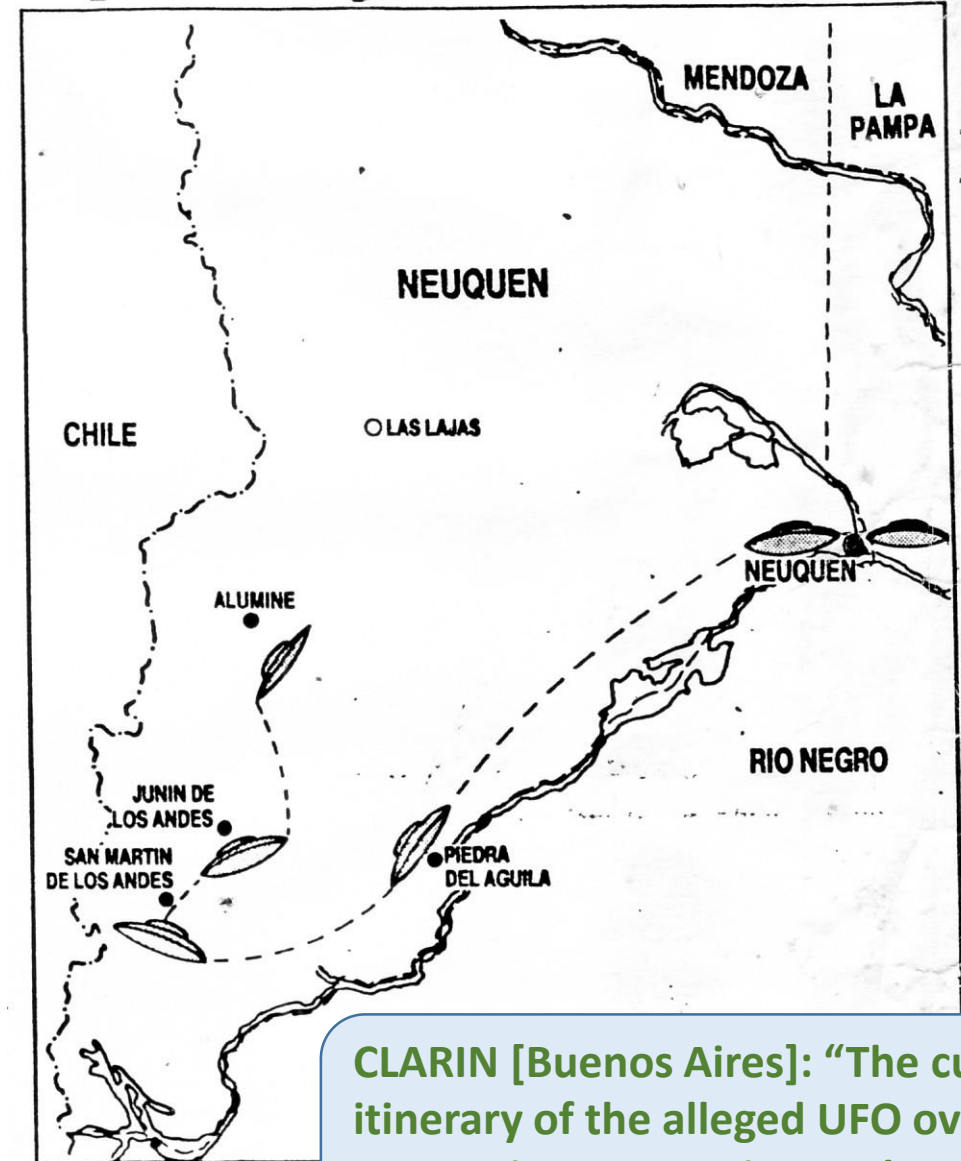 MENDOZA
LA
PAMPA
NEUQUEN
CHILE
LAS LAJAS
NEUQUEN
ALUMINE
RIO NEGRO
JUNIN DE
LOS ANDES
SAN MARTIN
DE LOS ANDES
PIEDRA
DEL AGUILA
CLARIN [Buenos Aires]: “The cu
itinerary of the alleged UFO ov